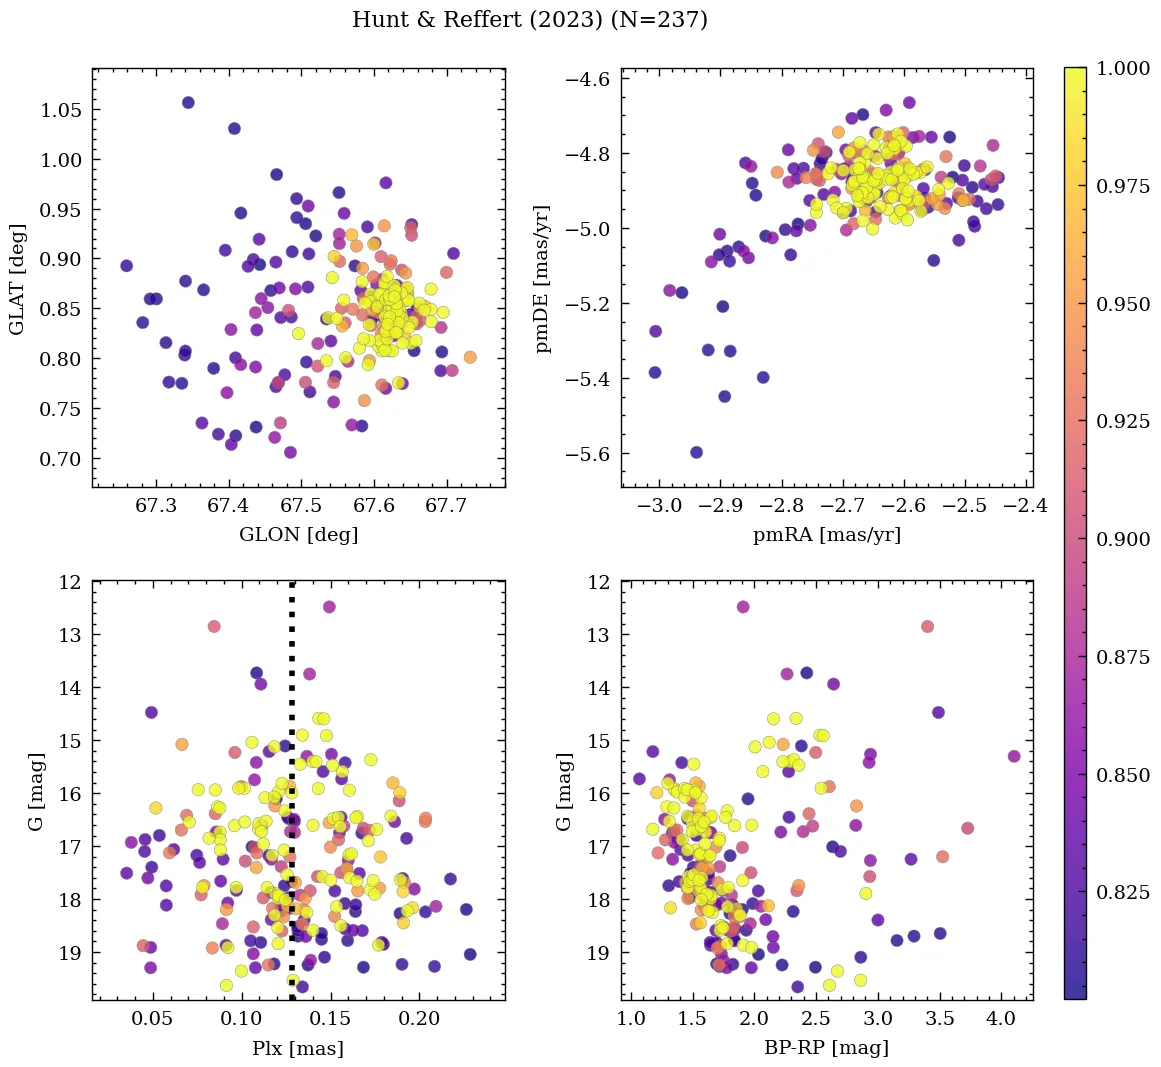 Hunt & Reffert (2023) (N=237)
1.05
1.00
0.95
0.90
0.85
0.80
0.75
0.70
GLAT [deg]
67.3 67.4 67.5 67.6 67.7
GLON [deg]
−4.6
−4.8
−5.0
−5.2
−5.4
−5.6
pmDE [mas/yr]
−3.0 −2.9 −2.8 −2.7 −2.6 −2.5 −2.4
pmRA [mas/yr]
12
13
14
15
16
17
18
19
G [mag]
0.05 0.10 0.15 0.20
Plx [mas]
12
13
14
15
16
17
18
19
G [mag]
1.0 1.5 2.0 2.5 3.0 3.5 4.0
BP-RP [mag]
1.000
0.975
0.950
0.925
0.900
0.875
0.850
0.825